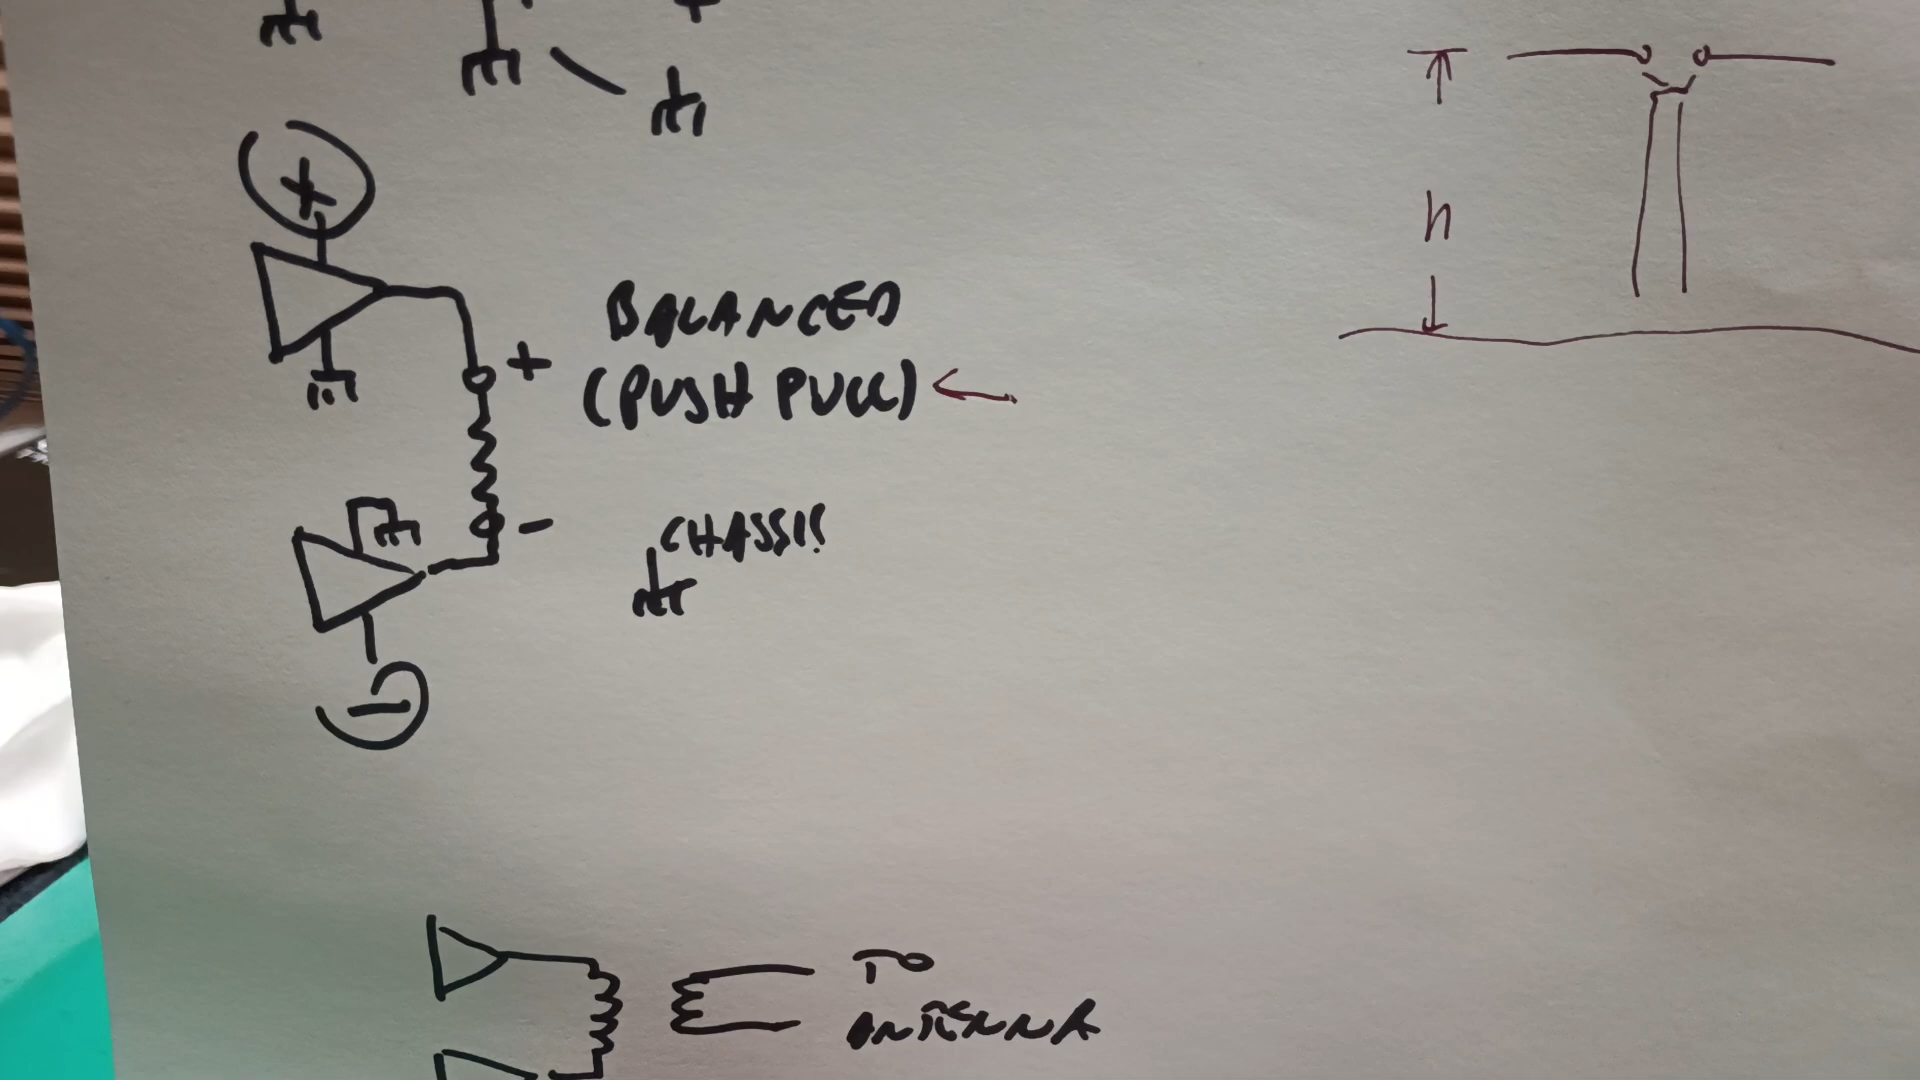 +
+
+
BALANCED
(PUSH PULL)
h
-
CHASSIS
-
TO
ANTENNA